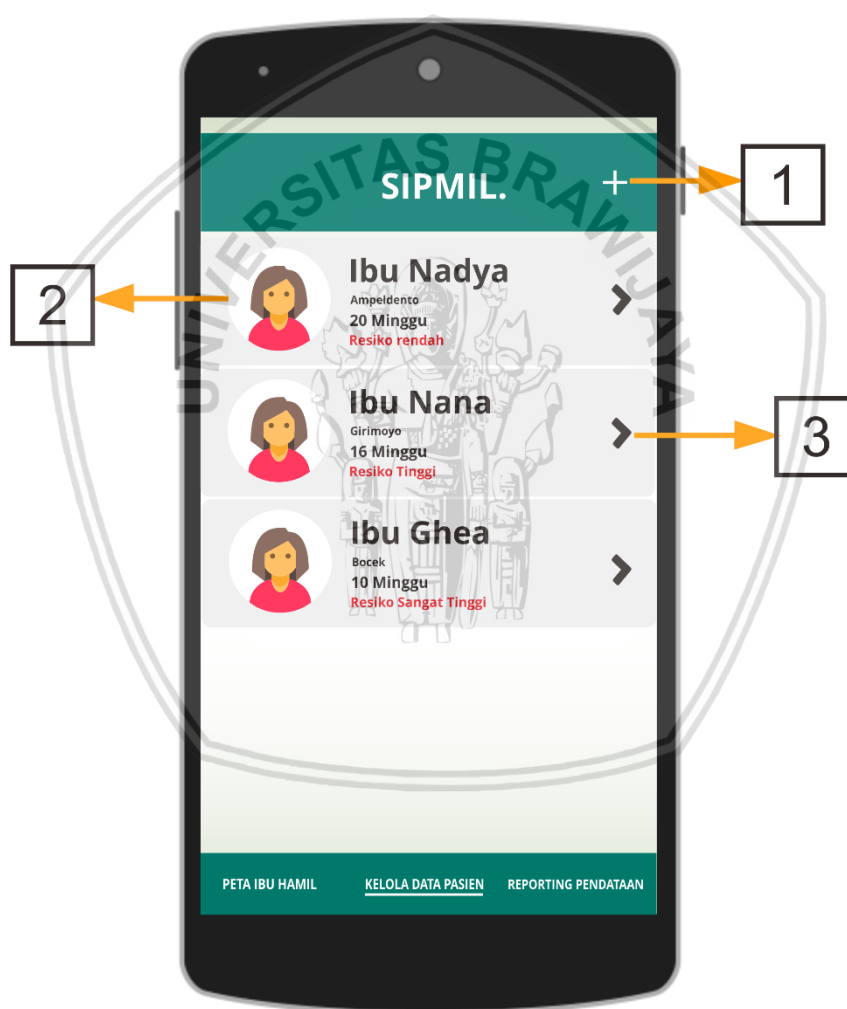 UNIVERSITAS BRAWIJAYA
SIPMIL.
+
1
2
Ibu Nadya
Ampeldento
20 Minggu
Resiko rendah
Ibu Nana
Girimoyo
16 Minggu
Resiko Tinggi
3
Ibu Ghea
Bocek
10 Minggu
Resiko Sangat Tinggi
PETA IBU HAMIL
KELOLA DATA PASIEN
REPORTING PENDATAAN